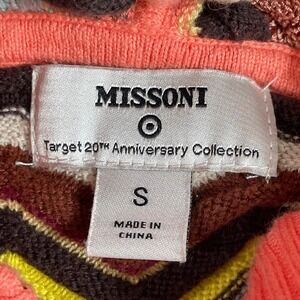 MISSONI
Target 20TH Anniversary Collection
S
MADE IN
CHINA